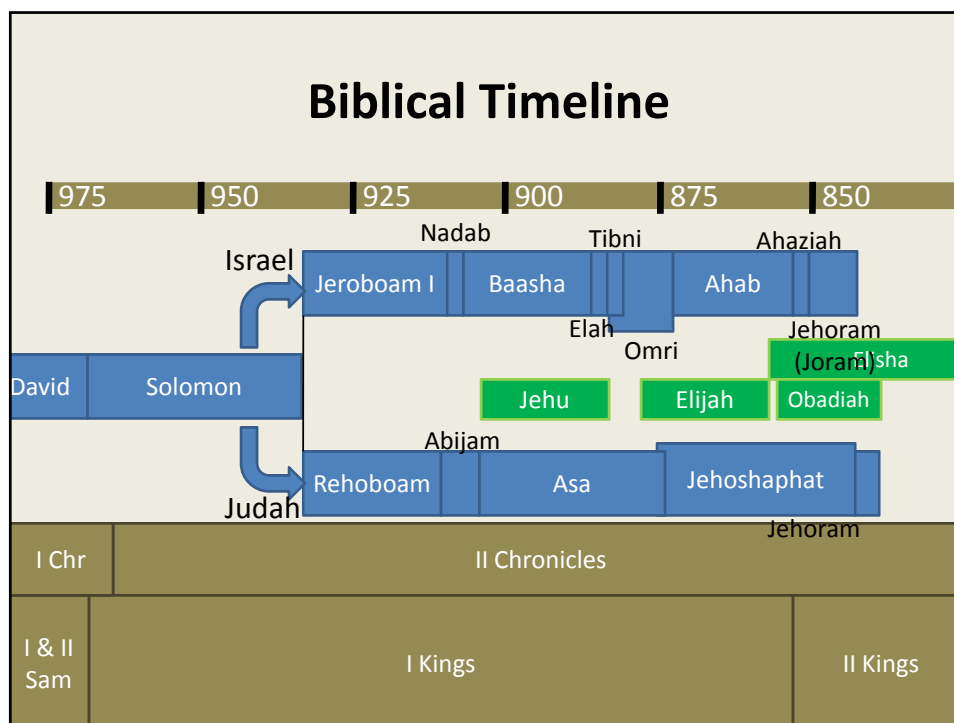 Biblical Timeline
975 950 925 900 875 850
Nadab Tibni Ahaziah
Israel
Jeroboam I Baasha Ahab
Elah Jehoram
Omri (Joram) Elisha
David Solomon Jehu Elijah Obadiah
Abijam
Rehoboam Asa Jehoshaphat
Judah Jehoram
I Chr II Chronicles
I & II
Sam
I Kings II Kings